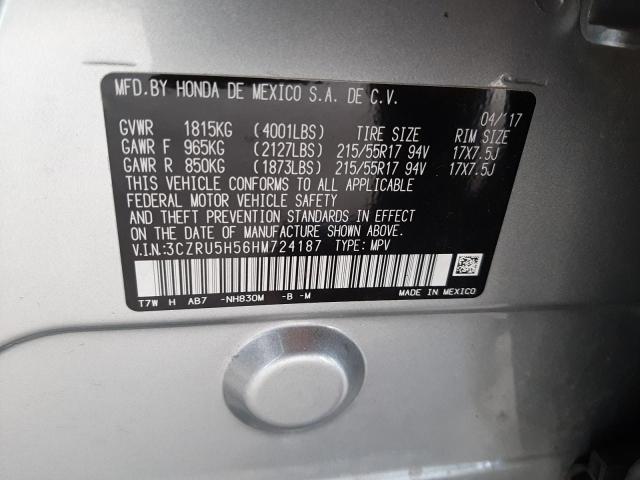 MFD.BY HONDA DE MEXICO S.A. DE C.V.
04/17
GVWR 1815KG (4001LBS) TIRE SIZE RIM SIZE
GAWR F 965KG (2127LBS) 215/55R17 94V 17X7.5J
GAWR R 850KG (1873LBS) 215/55R17 94V 17X7.5J
THIS VEHICLE CONFORMS TO ALL APPLICABLE
FEDERAL MOTOR VEHICLE SAFETY
AND THEFT PREVENTION STANDARDS IN EFFECT
ON THE DATE OF MANUFACTURE SHOWN ABOVE.
V.I.N.:3CZRU5H56HM724187 TYPE: MPV
T7W H AB7 -NH830M -B -M MADE IN MEXICO